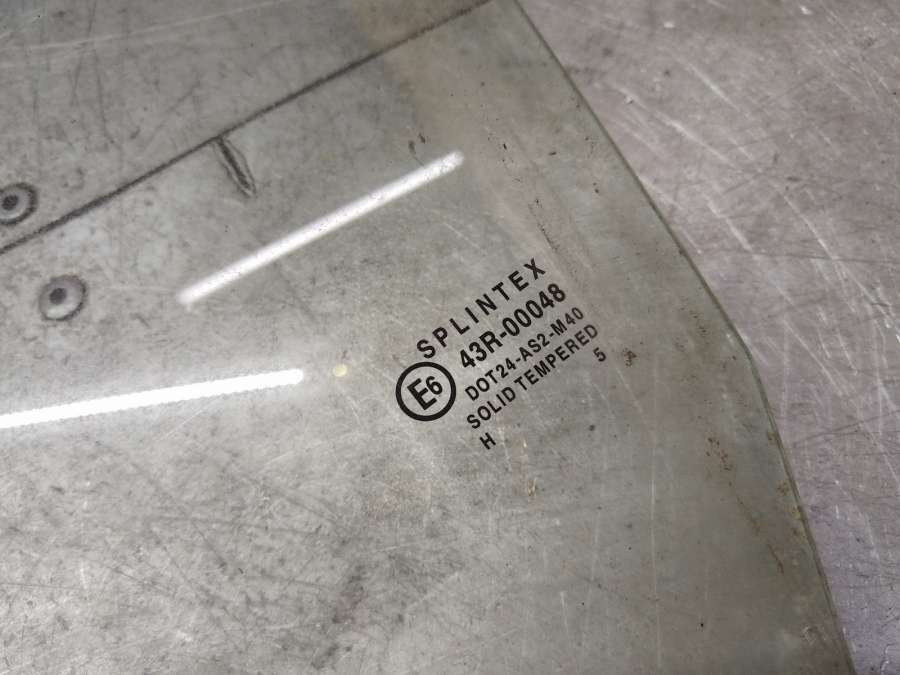 SPLINTEX
E6 43R-00048
DOT24-AS2-M40
SOLID TEMPERED
H 5